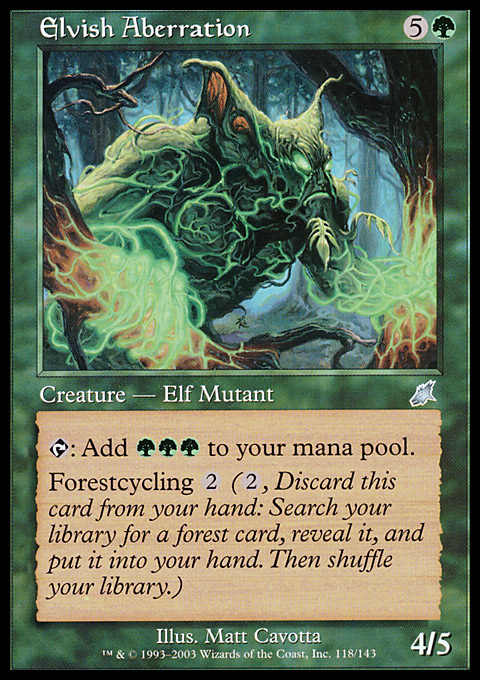 Elvish Aberration 5
Creature — Elf Mutant
: Add to your mana pool.
Forestcycling 2 (2, Discard this
card from your hand: Search your
library for a forest card, reveal it, and
put it into your hand. Then shuffle
your library.)
Illus. Matt Cavotta
™ & © 1993–2003 Wizards of the Coast, Inc. 118/143
4/5